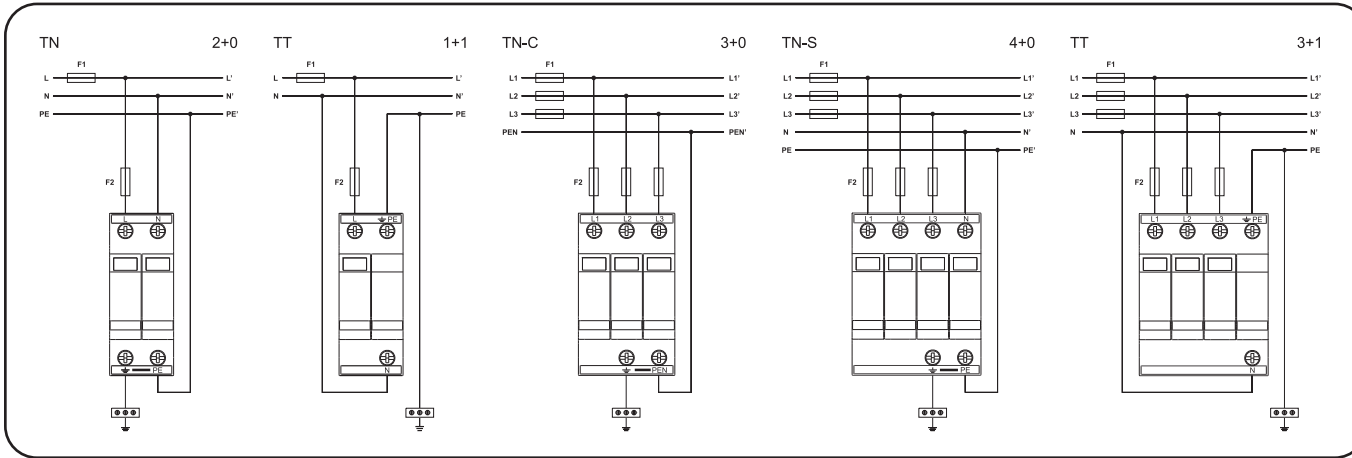 TN 2+0
F1
L L'
N N'
PE PE'
F2
L N
PE
TT 1+1
F1
L L'
N N'
PE
F2
L PE
N
TN-C 3+0
F1
L1 L1'
L2 L2'
L3 L3'
PEN PEN'
F2
L1 L2 L3
PEN
TN-S 4+0
F1
L1 L1'
L2 L2'
L3 L3'
N N'
PE PE'
F2
L1 L2 L3 N
PE
TT 3+1
F1
L1 L1'
L2 L2'
L3 L3'
N N'
PE
F2
L1 L2 L3 PE
N